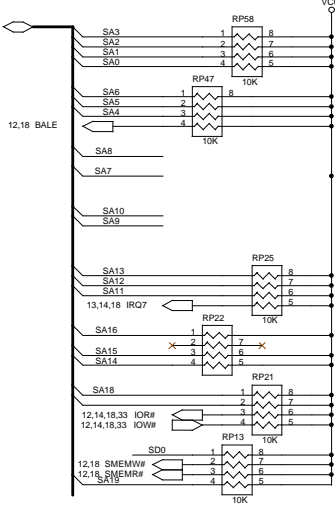 VCC
RP58
SA3 1 8
SA2 2 7
SA1 3 6
SA0 4 5
10K
RP47
SA6 1 8
SA5 2
SA4 3
12,18 BALE 4
10K
SA8
SA7
SA10
SA9
RP25
SA13 8
SA12 7
SA11 6
13,14,18 IRQ7 5
10K
RP22
SA16 1
2 7
SA15 3 6
SA14 4 5
RP21
SA18 1 8
2 7
12,14,18,33 IOR# 3 6
12,14,18,33 IOW# 4 5
10K
RP13
SD0 1 8
12,18 SMEMW# 2 7
12,18 SMEMR# 3 6
SA19 4 5
10K